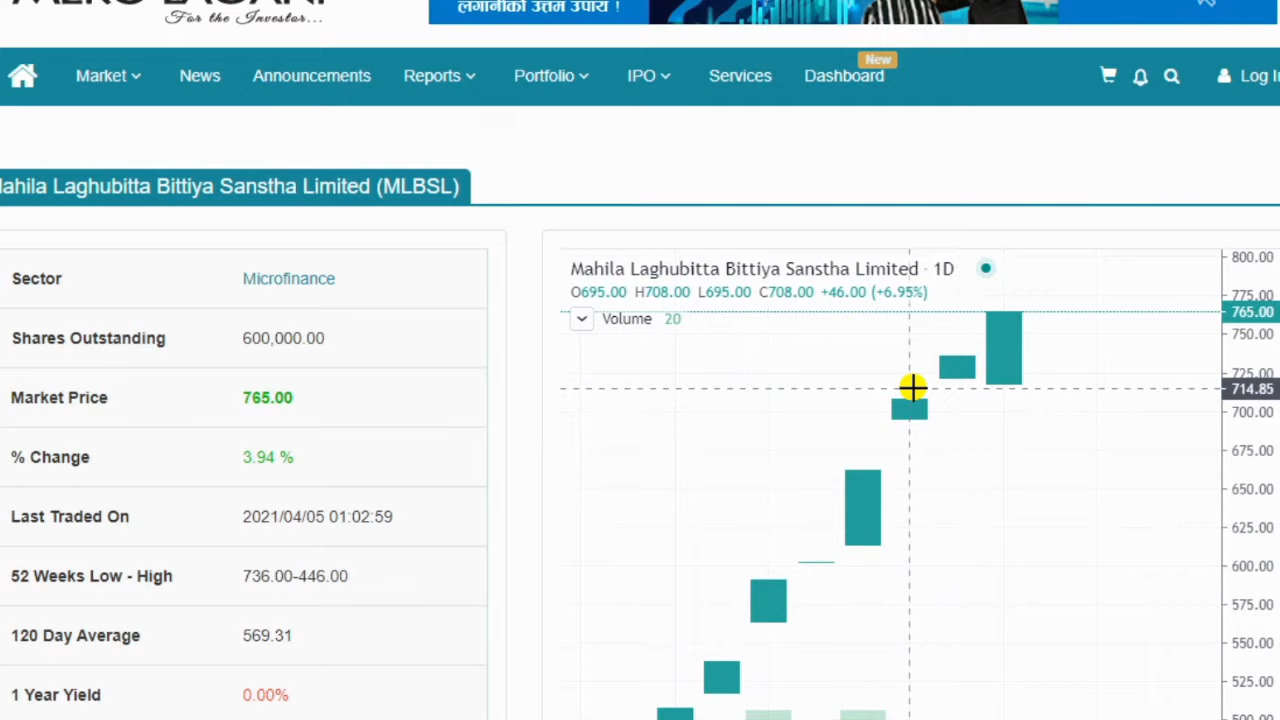 MERO LAGANI
For the Investor...
लगानीको उत्तम उपाय !
Market News Announcements Reports Portfolio IPO Services Dashboard New Log In
Mahila Laghubitta Bittiya Sanstha Limited (MLBSL)
Sector Microfinance
Shares Outstanding 600,000.00
Market Price 765.00
% Change 3.94 %
Last Traded On 2021/04/05 01:02:59
52 Weeks Low - High 736.00-446.00
120 Day Average 569.31
1 Year Yield 0.00%
Mahila Laghubitta Bittiya Sanstha Limited · 1D
O695.00 H708.00 L695.00 C708.00 +46.00 (+6.95%)
Volume 20
800.00
775.00
765.00
750.00
725.00
714.85
700.00
675.00
650.00
625.00
600.00
575.00
550.00
525.00
500.00